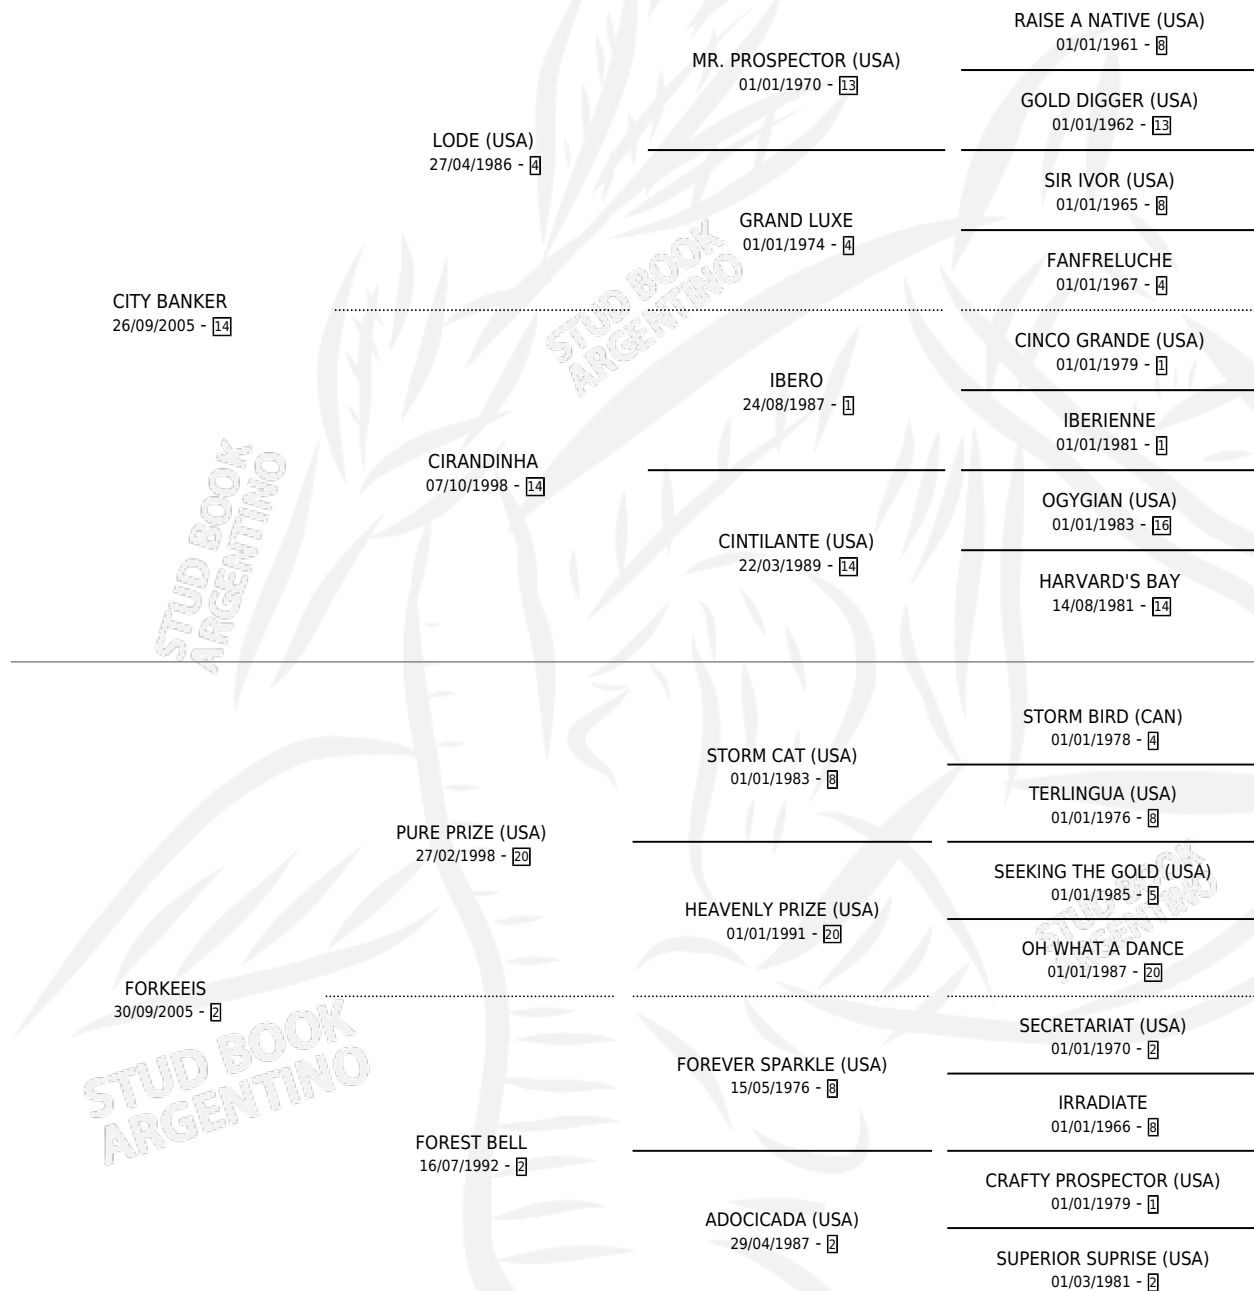 RAISE A NATIVE (USA)
01/01/1961 - 8
MR. PROSPECTOR (USA)
01/01/1970 - 13
GOLD DIGGER (USA)
01/01/1962 - 13
LODE (USA)
27/04/1986 - 4
SIR IVOR (USA)
01/01/1965 - 8
GRAND LUXE
01/01/1974 - 4
FANFRELUCHE
01/01/1967 - 4
CITY BANKER
26/09/2005 - 14
STUD BOOK
ARGENTINO
CINCO GRANDE (USA)
01/01/1979 - 1
IBERO
24/08/1987 - 1
IBERIENNE
01/01/1981 - 1
CIRANDINHA
07/10/1998 - 14
OGYGIAN (USA)
01/01/1983 - 16
CINTILANTE (USA)
22/03/1989 - 14
HARVARD'S BAY
14/08/1981 - 14
STUD BOOK
ARGENTINO
STORM BIRD (CAN)
01/01/1978 - 4
STORM CAT (USA)
01/01/1983 - 8
TERLINGUA (USA)
01/01/1976 - 8
PURE PRIZE (USA)
27/02/1998 - 20
SEEKING THE GOLD (USA)
01/01/1985 - 5
HEAVENLY PRIZE (USA)
01/01/1991 - 20
STUD BOOK
ARGENTINO
OH WHAT A DANCE
01/01/1987 - 20
FORKEEIS
30/09/2005 - 2
STUD BOOK
ARGENTINO
SECRETARIAT (USA)
01/01/1970 - 2
FOREVER SPARKLE (USA)
15/05/1976 - 8
IRRADIATE
01/01/1966 - 8
FOREST BELL
16/07/1992 - 2
CRAFTY PROSPECTOR (USA)
01/01/1979 - 1
ADOCICADA (USA)
29/04/1987 - 2
SUPERIOR SUPRISE (USA)
01/03/1981 - 2